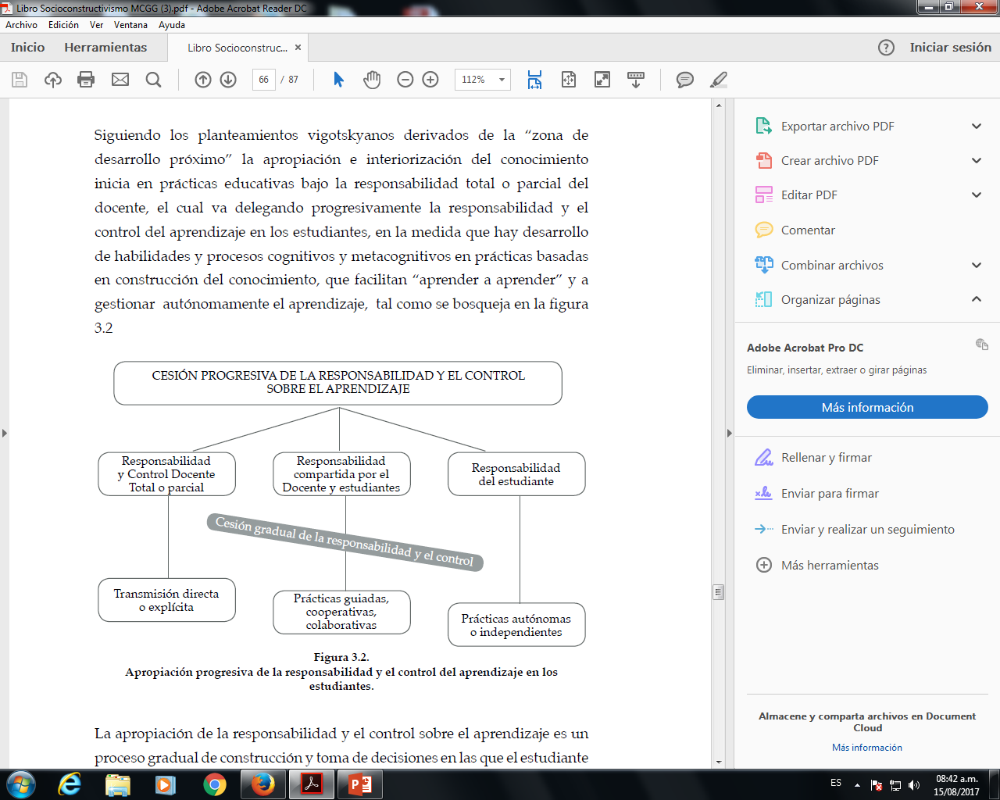 Libro Socioconstructivismo MCGG (3).pdf - Adobe Acrobat Reader DC
Archivo Edición Ver Ventana Ayuda
Inicio Herramientas Libro Socioconstruc... Iniciar sesión
66 / 87 112%
Siguiendo los planteamientos vigotskyanos derivados de la “zona de
desarrollo próximo” la apropiación e interiorización del conocimiento
inicia en prácticas educativas bajo la responsabilidad total o parcial del
docente, el cual va delegando progresivamente la responsabilidad y el
control del aprendizaje en los estudiantes, en la medida que hay desarrollo
de habilidades y procesos cognitivos y metacognitivos en prácticas basadas
en construcción del conocimiento, que facilitan “aprender a aprender” y a
gestionar autónomamente el aprendizaje, tal como se bosqueja en la figura
3.2
CESIÓN PROGRESIVA DE LA RESPONSABILIDAD Y EL CONTROL
SOBRE EL APRENDIZAJE
Responsabilidad
y Control Docente
Total o parcial
Responsabilidad
compartida por el
Docente y estudiantes
Responsabilidad
del estudiante
Cesión gradual de la responsabilidad y el control
Transmisión directa
o explícita
Prácticas guiadas,
cooperativas,
colaborativas
Prácticas autónomas
o independientes
Figura 3.2.
Apropiación progresiva de la responsabilidad y el control del aprendizaje en los
estudiantes.
La apropiación de la responsabilidad y el control sobre el aprendizaje es un
proceso gradual de construcción y toma de decisiones en las que el estudiante
Exportar archivo PDF
Crear archivo PDF
Editar PDF
Comentar
Combinar archivos
Organizar páginas
Adobe Acrobat Pro DC
Eliminar, insertar, extraer o girar páginas
Más información
Rellenar y firmar
Enviar para firmar
Enviar y realizar un seguimiento
Más herramientas
Almacene y comparta archivos en Document
Cloud
Más información
ES
08:42 a.m.
15/08/2017